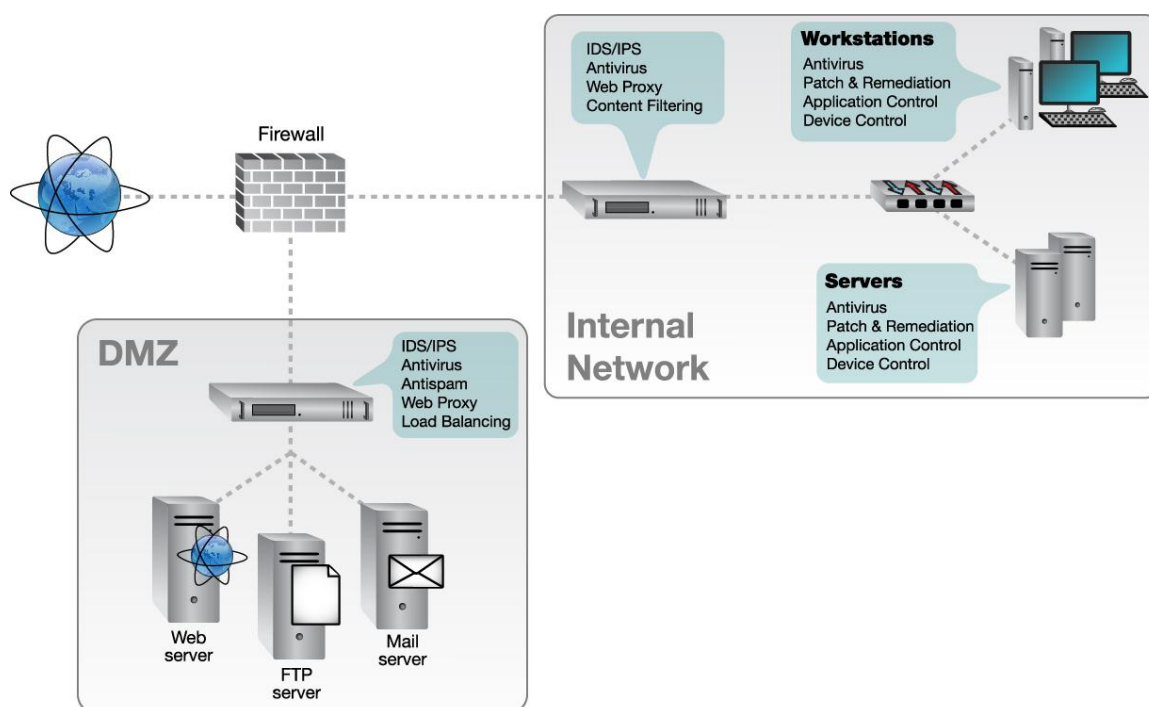 Firewall
IDS/IPS
Antivirus
Web Proxy
Content Filtering
Workstations
Antivirus
Patch & Remediation
Application Control
Device Control
Servers
Antivirus
Patch & Remediation
Application Control
Device Control
Internal
Network
DMZ
IDS/IPS
Antivirus
Antispam
Web Proxy
Load Balancing
Web
server
FTP
server
Mail
server